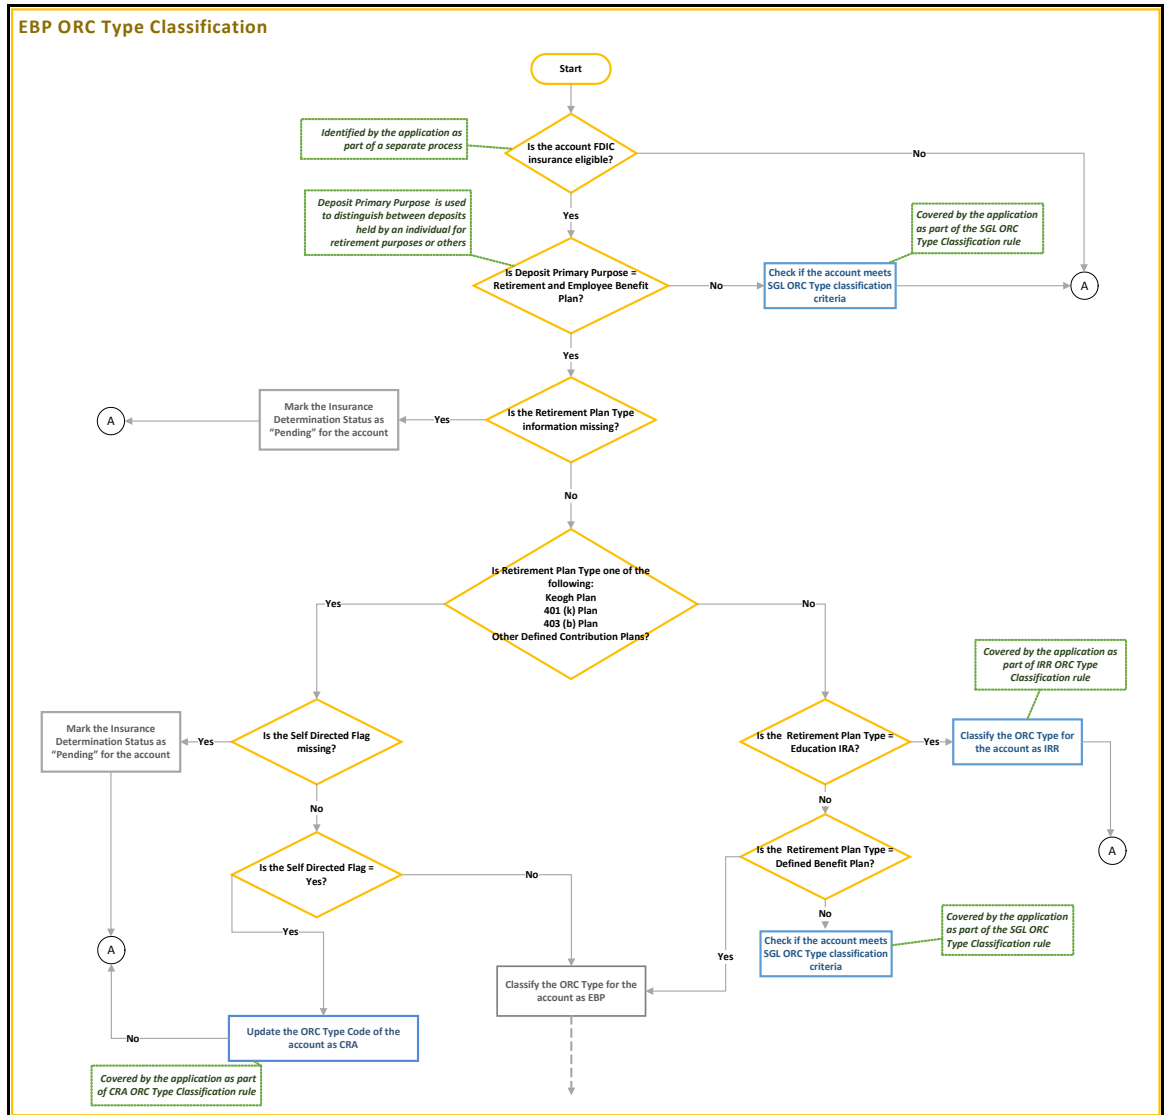 EBP ORC Type Classification
Start
Identified by the application as
part of a separate process
Is the account FDIC
insurance eligible?
No
Yes
Deposit Primary Purpose is used
to distinguish between deposits
held by an individual for
retirement purposes or others
Covered by the application
as part of the SGL ORC
Type Classification rule
Is Deposit Primary Purpose =
Retirement and Employee Benefit
Plan?
No
Check if the account meets
SGL ORC Type classification
criteria
A
Yes
Is the Retirement Plan Type
information missing?
Yes
Mark the Insurance
Determination Status as
"Pending" for the account
A
No
Is Retirement Plan Type one of the
following:
Keogh Plan
401 (k) Plan
403 (b) Plan
Other Defined Contribution Plans?
Yes
No
Covered by the application as
part of IRR ORC Type
Classification rule
Mark the Insurance
Determination Status as
"Pending" for the account
Yes
Is the Self Directed Flag
missing?
Is the Retirement Plan Type =
Education IRA?
Yes
Classify the ORC Type for
the account as IRR
No
No
A
Is the Self Directed Flag =
Yes?
No
Is the Retirement Plan Type =
Defined Benefit Plan?
Yes
No
Yes
A
Check if the account meets
SGL ORC Type classification
criteria
Covered by the application
as part of the SGL ORC
Type Classification rule
Classify the ORC Type for the
account as EBP
No
Update the ORC Type Code of the
account as CRA
Covered by the application as part
of CRA ORC Type Classification rule